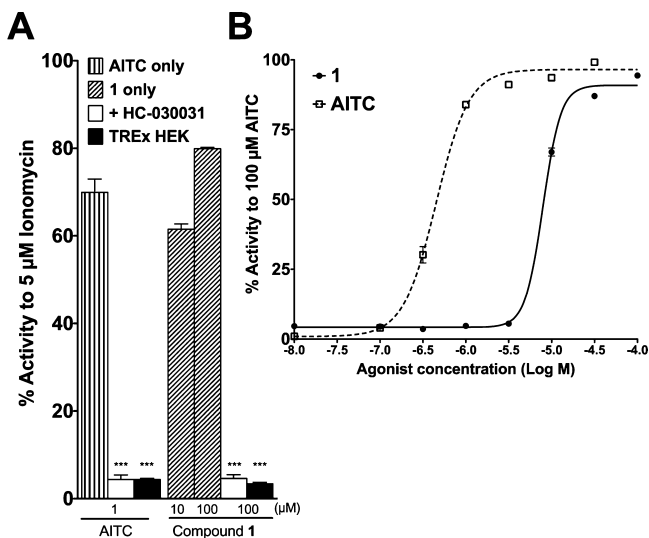 A
AITC only
1 only
+ HC-030031
TREx HEK
% Activity to 5 µM Ionomycin
100
80
60
40
20
0
*** ***
*** ***
1
10 100
100
(µM)
AITC
Compound 1
B
1
AITC
% Activity to 100 µM AITC
100
75
50
25
0
-8.0 -7.5 -7.0 -6.5 -6.0 -5.5 -5.0 -4.5 -4.0
Agonist concentration (Log M)